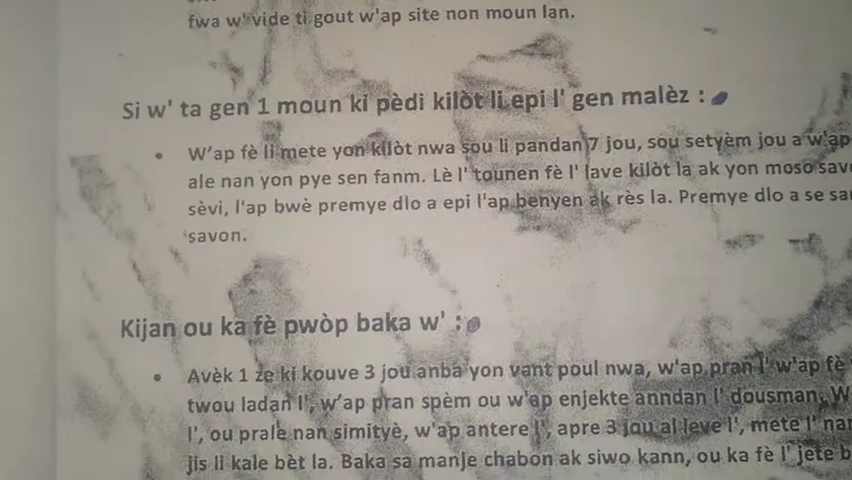 fwa w' vide ti gout w'ap site non moun lan.
Si w' ta gen 1 moun ki pèdi kilòt li epi l' gen malèz :
• W'ap fè li mete yon kilòt nwa sou li pandan 7 jou, sou setyèm jou a w'ap
ale nan yon pye sen fanm. Lè l' tounen fè l' lave kilòt la ak yon moso
sèvi, l'ap bwè premye dlo a epi l'ap benyen ak rès la. Premye dlo a se
savon.
Kijan ou ka fè pwòp baka w' :
• Avèk 1 ze ki kouve 3 jou anba yon vant poul nwa, w'ap pran l' w'ap fè
twou ladan l', w'ap pran spèm ou w'ap enjekte anndan l' dousman.
l', ou prale nan simityè, w'ap antere l', apre 3 jou al leve l', mete l'
jis li kale bèt la. Baka sa manje chabon ak siwo kann, ou ka fè l' jete